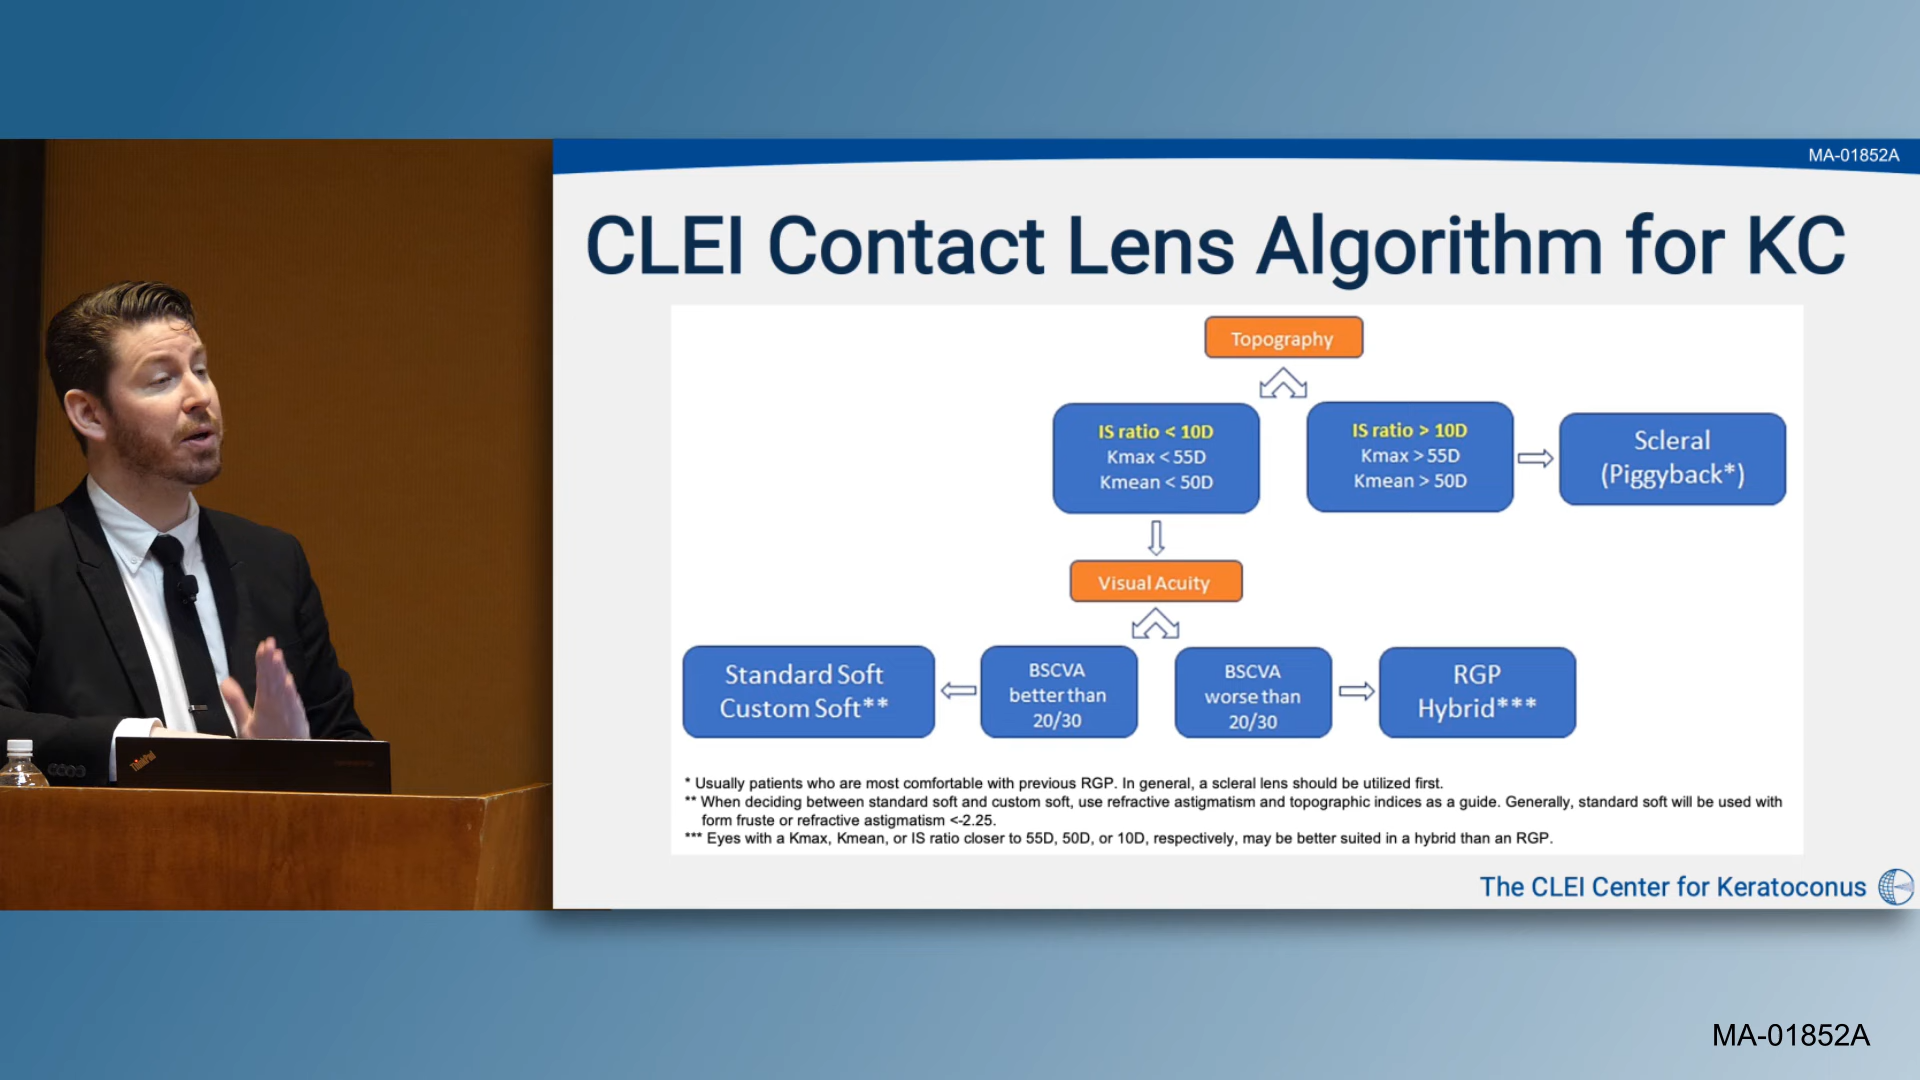 MA-01852A
CLEI Contact Lens Algorithm for KC
Topography
IS ratio < 10D
Kmax < 55D
Kmean < 50D
IS ratio > 10D
Kmax > 55D
Kmean > 50D
Scleral
(Piggyback*)
Visual Acuity
Standard Soft
Custom Soft**
BSCVA
better than
20/30
BSCVA
worse than
20/30
RGP
Hybrid***
* Usually patients who are most comfortable with previous RGP. In general, a scleral lens should be utilized first.
** When deciding between standard soft and custom soft, use refractive astigmatism and topographic indices as a guide. Generally, standard soft will be used with
form fruste or refractive astigmatism <-2.25.
*** Eyes with a Kmax, Kmean, or IS ratio closer to 55D, 50D, or 10D, respectively, may be better suited in a hybrid than an RGP.
The CLEI Center for Keratoconus
ThinkPad
MA-01852A